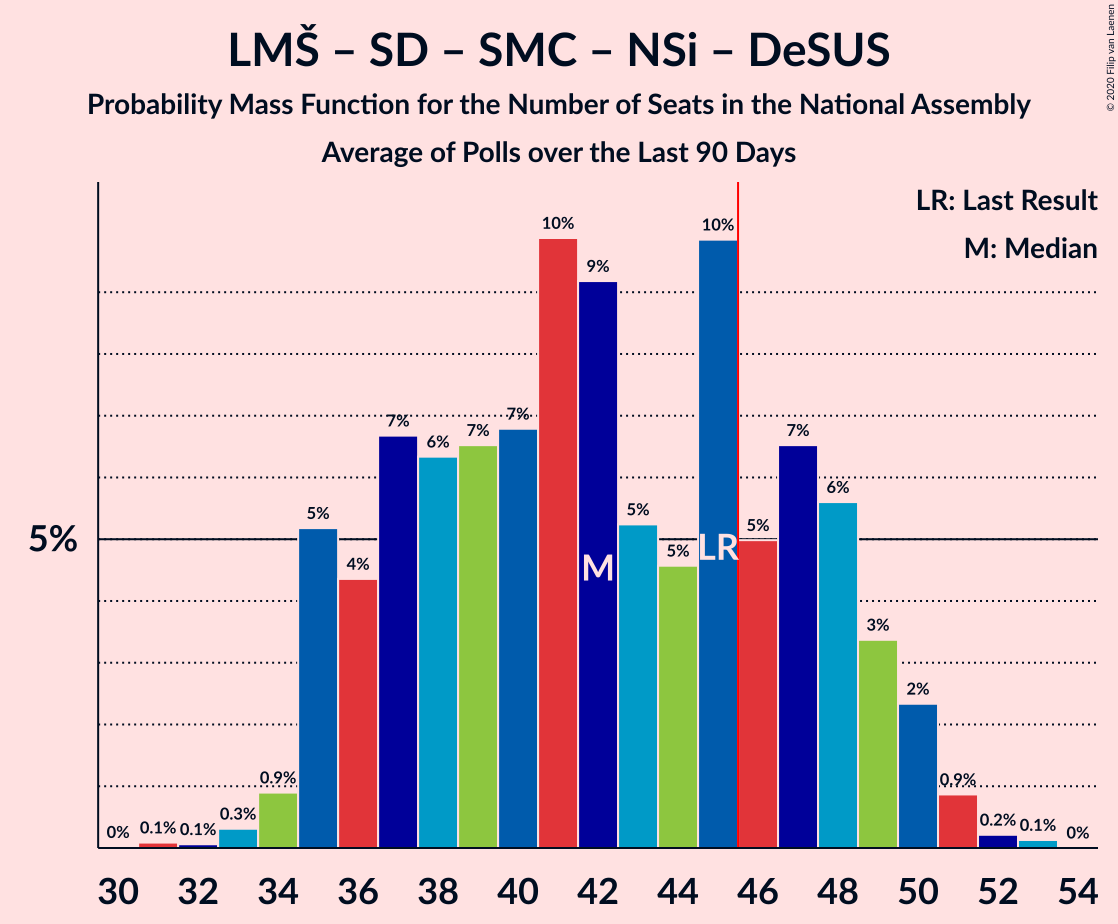 LMŠ – SD – SMC – NSi – DeSUS
Probability Mass Function for the Number of Seats in the National Assembly
Average of Polls over the Last 90 Days
© 2020 Filip van Laenen
LR: Last Result
M: Median
5%
0% 0.1% 0.1% 0.3% 0.9% 5% 4% 7% 6% 7% 7% 10% 9% 5% 5% 10% 5% 7% 6% 3% 2% 0.9% 0.2% 0.1% 0%
M LR
30 32 34 36 38 40 42 44 46 48 50 52 54